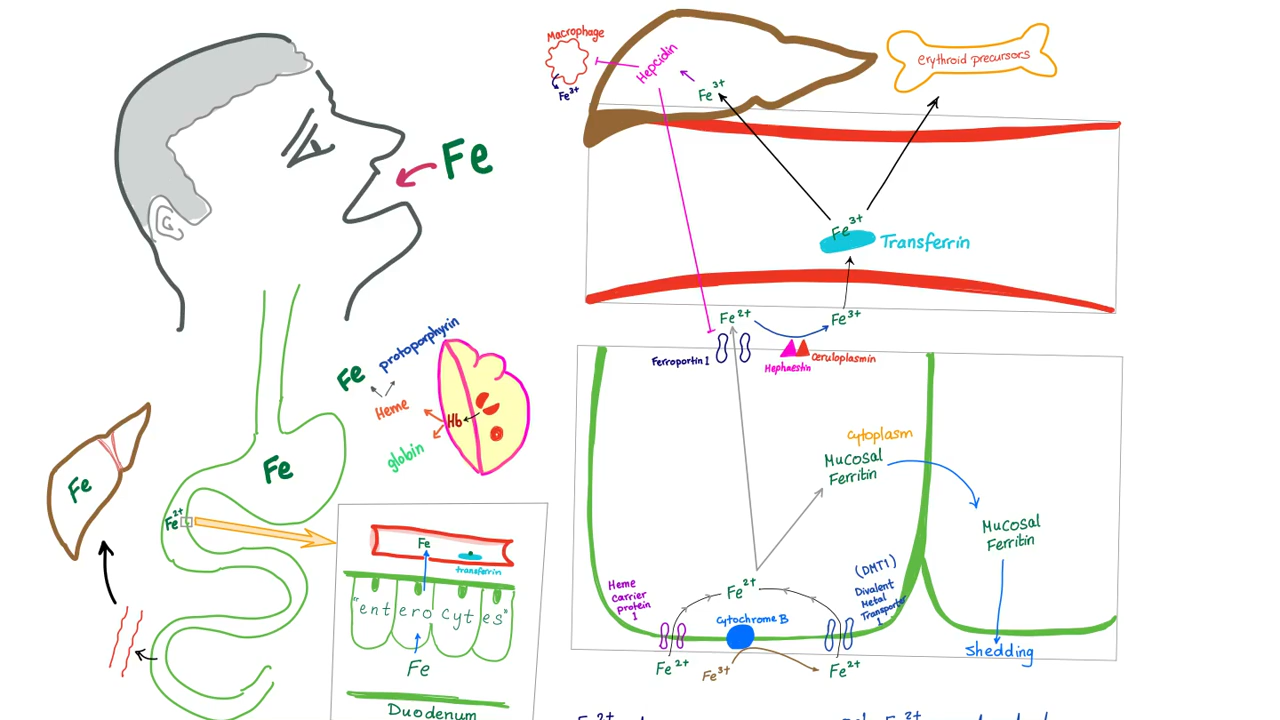 Macrophage
Fe³⁺
Hepcidin
Fe³⁺
erythroid precursors
Fe
Fe³⁺
Transferrin
Fe²⁺
Fe³⁺
Ferroportin 1
Hephaestin
Ceruloplasmin
protoporphyrin
Fe
Heme
Hb
globin
Fe
Fe
Fe²⁺
Fe
transferrin
"enterocytes"
Fe
Duodenum
cytoplasm
Mucosal
Ferritin
Mucosal
Ferritin
Shedding
Heme
Carrier
protein
1
Fe²⁺
(DMT1)
Divalent
Metal
Transporter
1
Cytochrome B
Fe²⁺
Fe³⁺
Fe²⁺